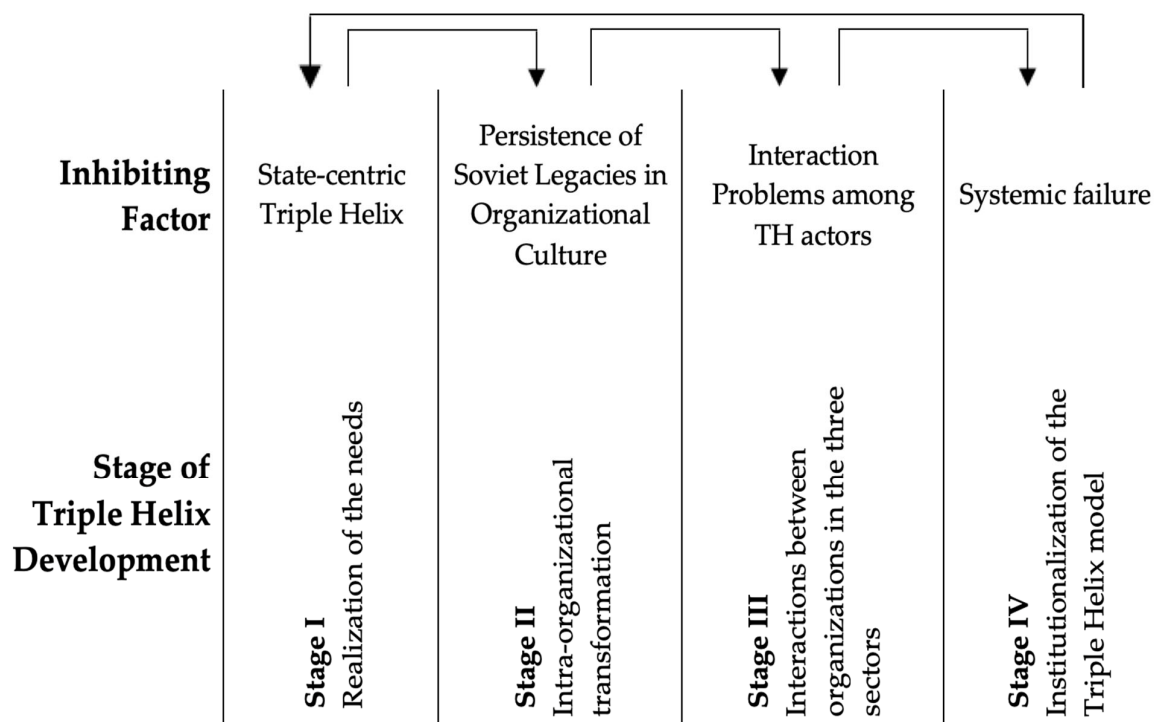 Inhibiting
Factor
State-centric
Triple Helix
Persistence of
Soviet Legacies in
Organizational
Culture
Interaction
Problems among
TH actors
Systemic failure
Stage of
Triple Helix
Development
Stage I
Realization of the needs
Stage II
Intra-organizational
transformation
Stage III
Interactions between
organizations in the three
sectors
Stage IV
Institutionalization of the
Triple Helix model